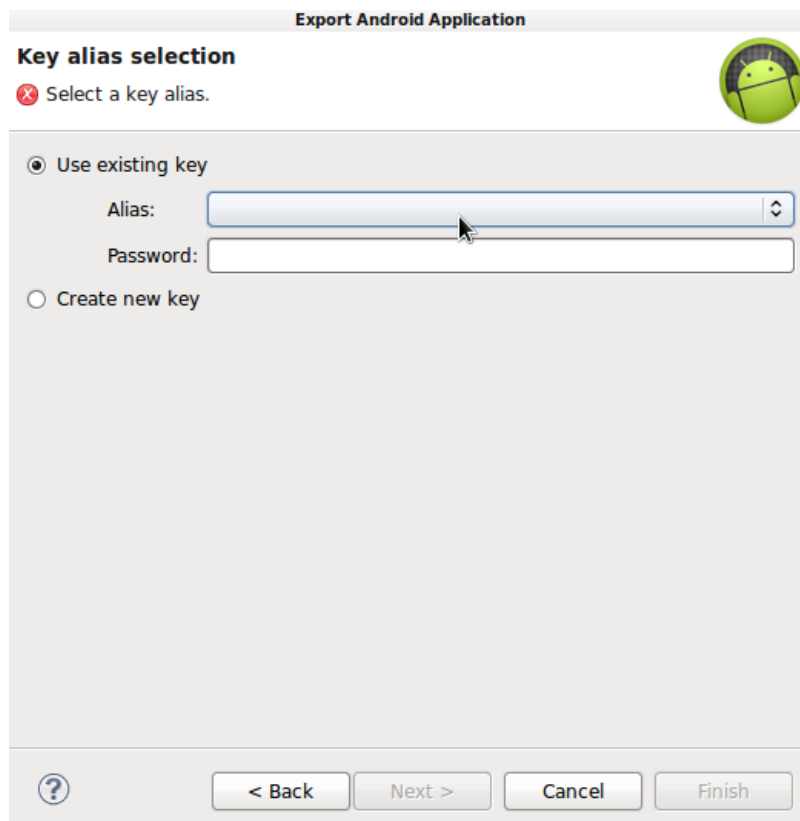 Export Android Application
Key alias selection
Select a key alias.
Use existing key
Alias:
Password:
Create new key
? < Back Next > Cancel Finish